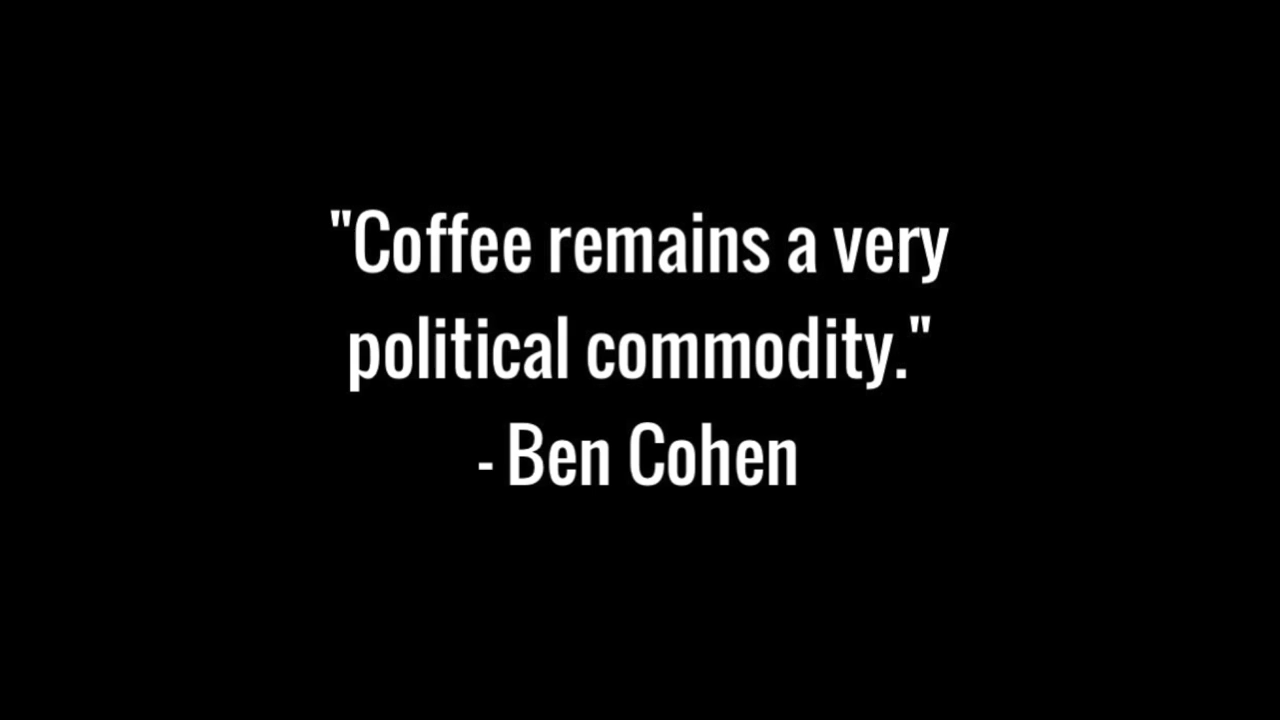 "Coffee remains a very
political commodity."
- Ben Cohen